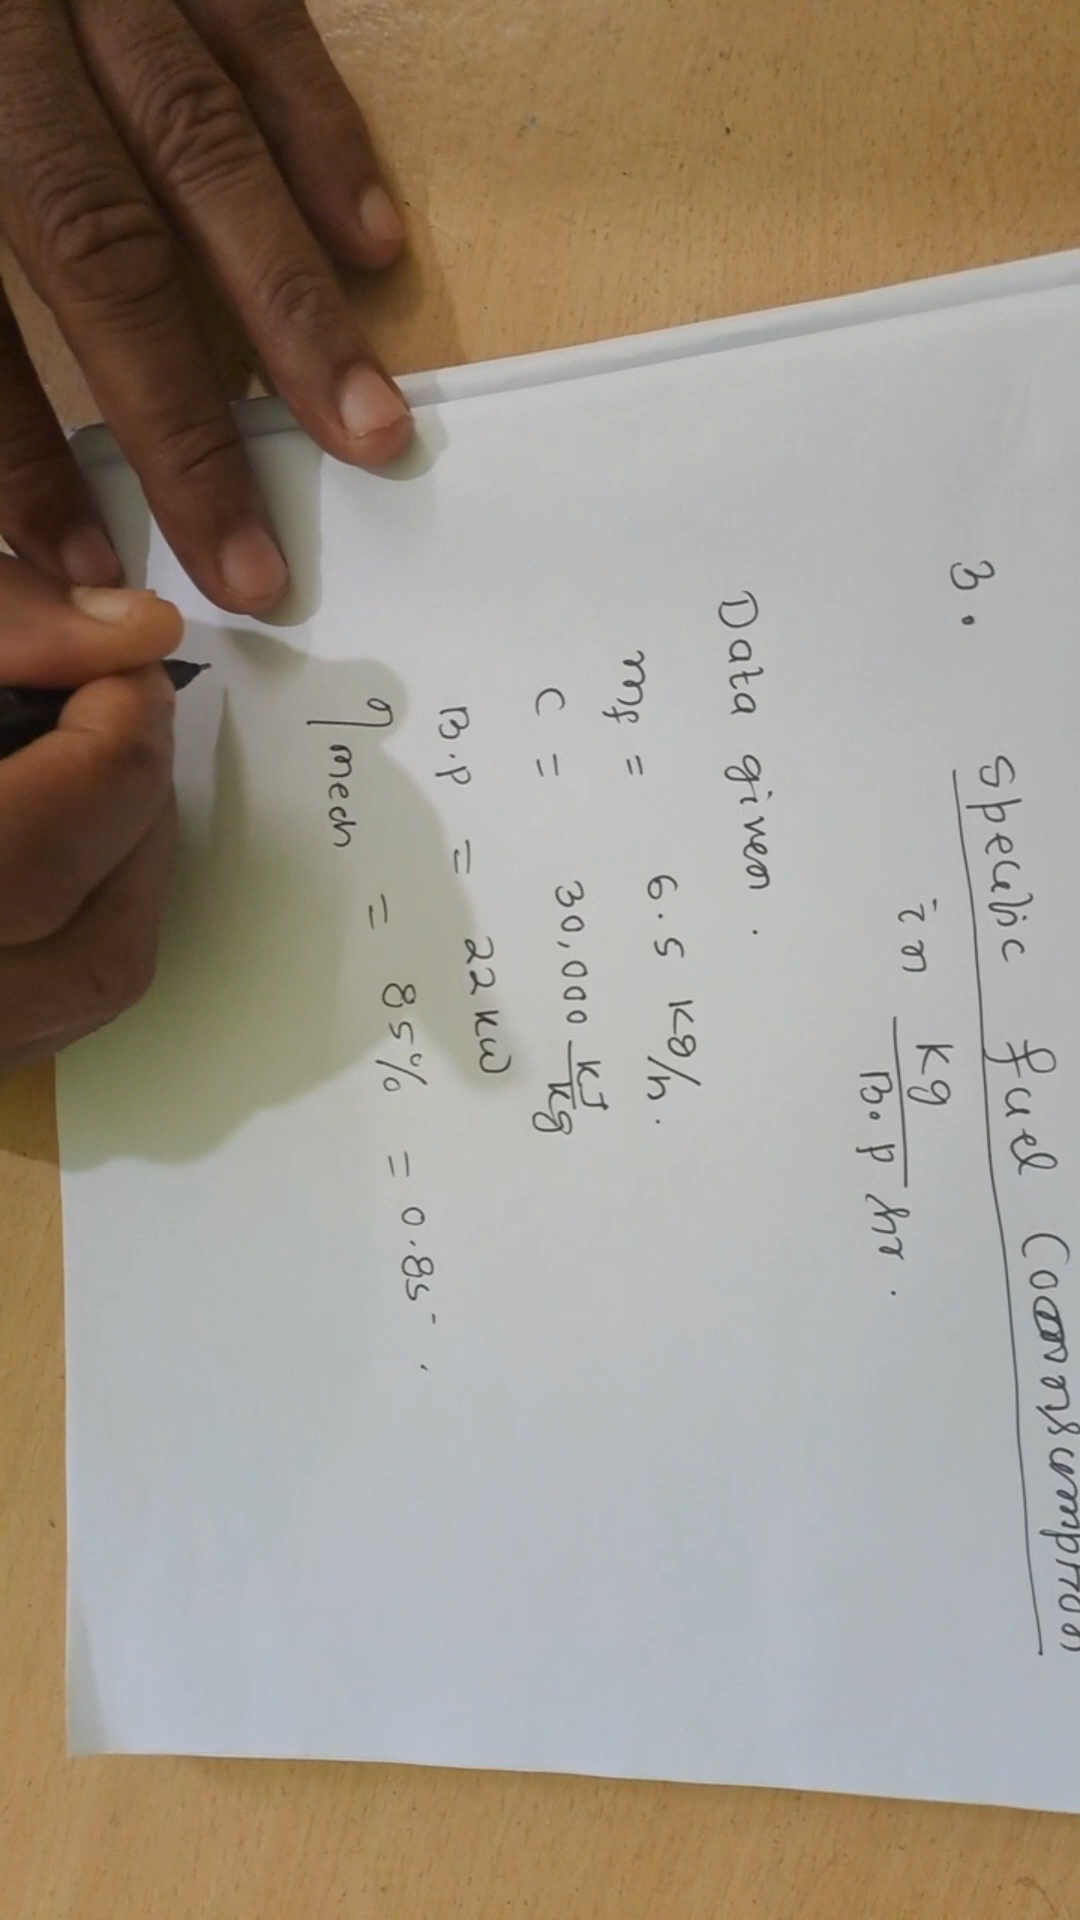 3. Specific fuel Consumption
in kg/B.P hr.
Data given.
mf = 6.5 kg/h.
C = 30,000 kJ/kg
B.P = 22 kw
η mech = 85% = 0.85.